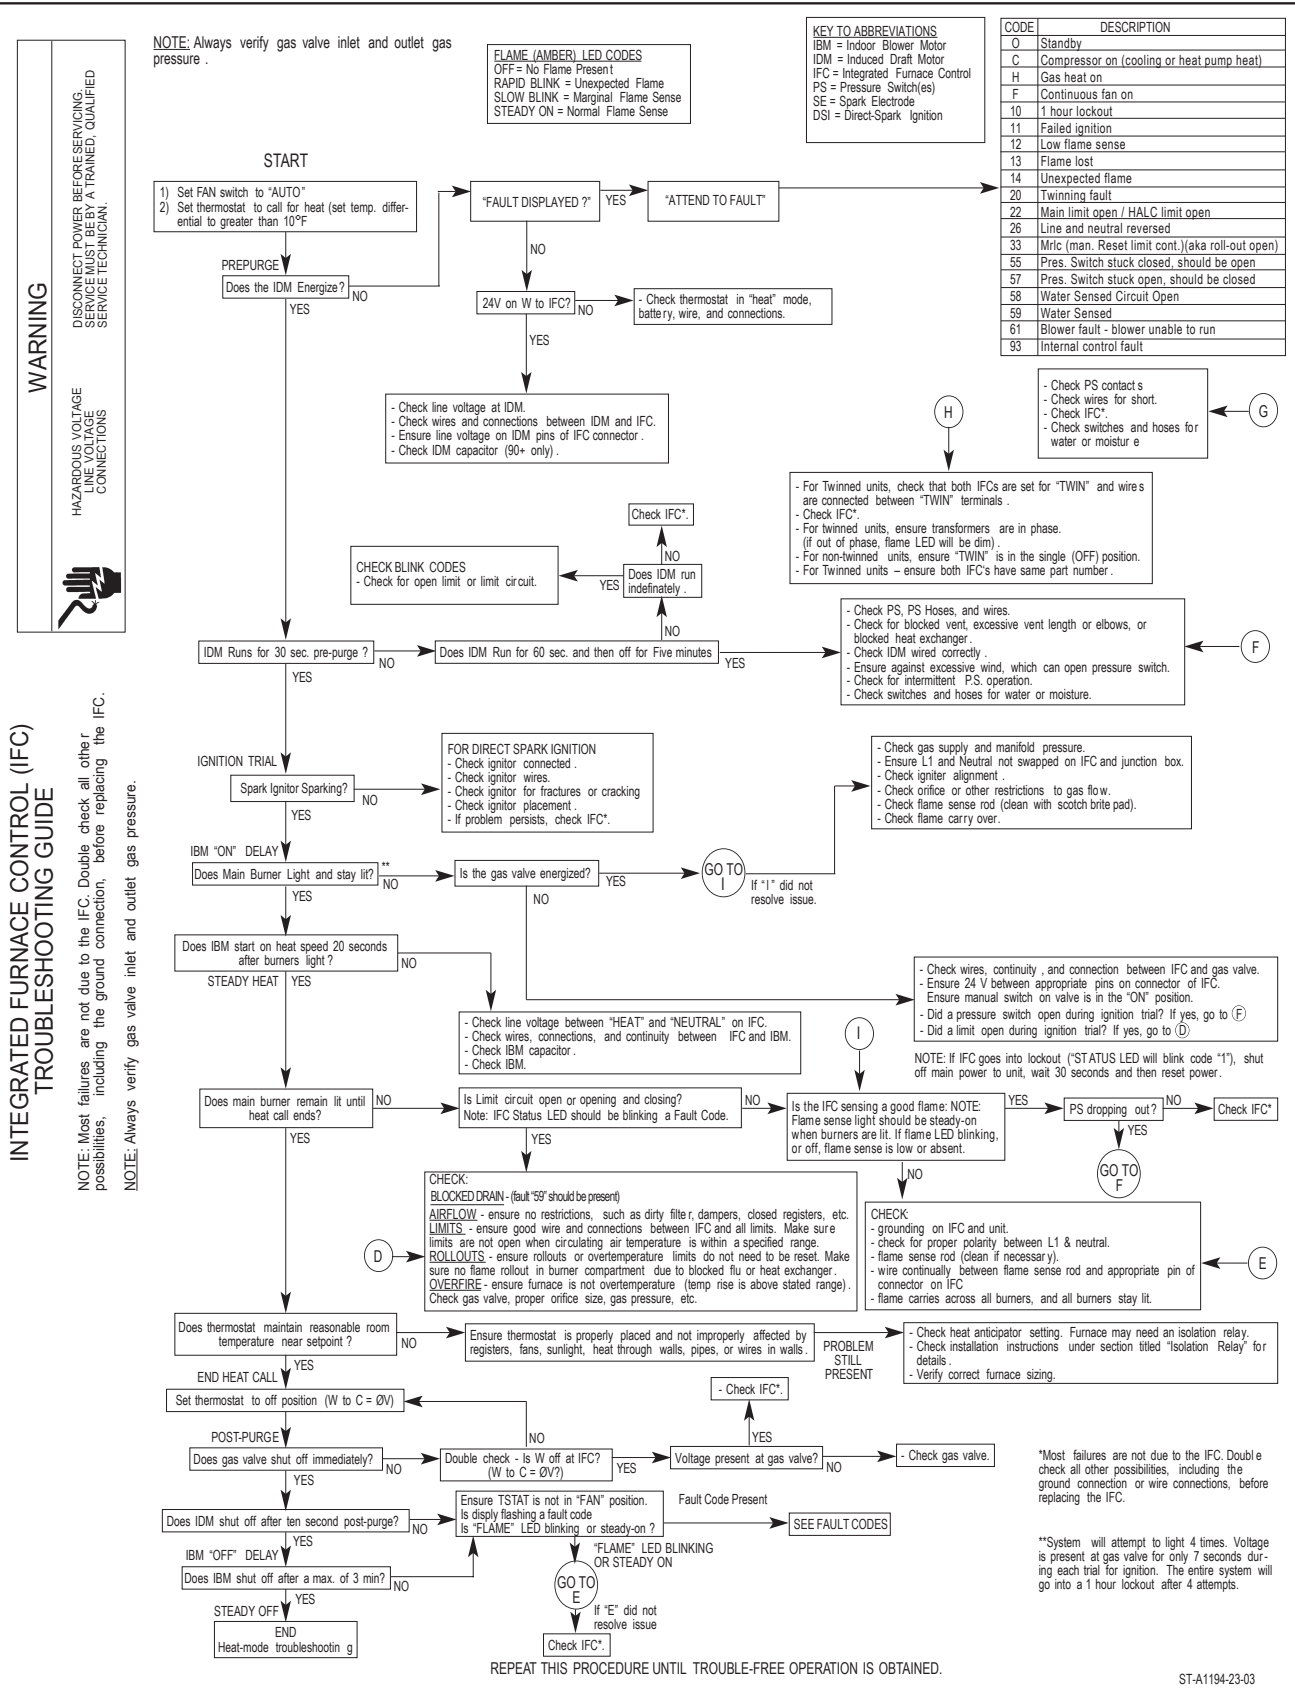 NOTE: Always verify gas valve inlet and outlet gas
pressure .
FLAME (AMBER) LED CODES
OFF = No Flame Present
RAPID BLINK = Unexpected Flame
SLOW BLINK = Marginal Flame Sense
STEADY ON = Normal Flame Sense
KEY TO ABBREVIATIONS
IBM = Indoor Blower Motor
IDM = Induced Draft Motor
IFC = Integrated Furnace Control
PS = Pressure Switch(es)
SE = Spark Electrode
DSI = Direct-Spark Ignition
CODE DESCRIPTION
O Standby
C Compressor on (cooling or heat pump heat)
H Gas heat on
F Continuous fan on
10 1 hour lockout
11 Failed ignition
12 Low flame sense
13 Flame lost
14 Unexpected flame
20 Twinning fault
22 Main limit open / HALC limit open
26 Line and neutral reversed
33 Mrlc (man. Reset limit cont.)(aka roll-out open)
55 Pres. Switch stuck closed, should be open
57 Pres. Switch stuck open, should be closed
58 Water Sensed Circuit Open
59 Water Sensed
61 Blower fault - blower unable to run
93 Internal control fault
WARNING
HAZARDOUS VOLTAGE
LINE VOLTAGE
CONNECTIONS
DISCONNECT POWER BEFORE SERVICING.
SERVICE MUST BE BY A TRAINED, QUALIFIED
SERVICE TECHNICIAN.
INTEGRATED FURNACE CONTROL (IFC)
TROUBLESHOOTING GUIDE
NOTE: Most failures are not due to the IFC. Double check all other
possibilities, including the ground connection, before replacing the IFC.
NOTE: Always verify gas valve inlet and outlet gas pressure.
START
1) Set FAN switch to “AUTO”
2) Set thermostat to call for heat (set temp. differ-
ential to greater than 10°F
“FAULT DISPLAYED ?”
YES
“ATTEND TO FAULT”
NO
PREPURGE
Does the IDM Energize?
NO
YES
24V on W to IFC?
NO
- Check thermostat in “heat” mode,
battery, wire, and connections.
YES
- Check line voltage at IDM.
- Check wires and connections between IDM and IFC.
- Ensure line voltage on IDM pins of IFC connector .
- Check IDM capacitor (90+ only) .
- Check PS contact s
- Check wires for short.
- Check IFC*.
- Check switches and hoses for
water or moistur e
G
H
- For Twinned units, check that both IFCs are set for “TWIN” and wires
are connected between “TWIN” terminals .
- Check IFC*.
- For twinned units, ensure transformers are in phase.
(if out of phase, flame LED will be dim) .
- For non-twinned units, ensure “TWIN” is in the single (OFF) position.
- For Twinned units – ensure both IFC‘s have same part number .
Check IFC*.
NO
CHECK BLINK CODES
- Check for open limit or limit circuit.
YES
Does IDM run
indefinately .
NO
IDM Runs for 30 sec. pre-purge ?
NO
YES
Does IDM Run for 60 sec. and then off for Five minutes
YES
- Check PS, PS Hoses, and wires.
- Check for blocked vent, excessive vent length or elbows, or
blocked heat exchanger .
- Check IDM wired correctly .
- Ensure against excessive wind, which can open pressure switch.
- Check for intermittent P.S. operation.
- Check switches and hoses for water or moisture.
F
IGNITION TRIAL
Spark Ignitor Sparking?
NO
YES
FOR DIRECT SPARK IGNITION
- Check ignitor connected .
- Check ignitor wires.
- Check ignitor for fractures or cracking
- Check ignitor placement .
- If problem persists, check IFC*.
- Check gas supply and manifold pressure.
- Ensure L1 and Neutral not swapped on IFC and junction box.
- Check igniter alignment .
- Check orifice or other restrictions to gas flow.
- Check flame sense rod (clean with scotch brite pad).
- Check flame carry over.
IBM “ON” DELAY
Does Main Burner Light and stay lit?
**
NO
YES
Is the gas valve energized?
YES
NO
GO TO
I
If “I ” did not
resolve issue.
Does IBM start on heat speed 20 seconds
after burners light ?
NO
STEADY HEAT
YES
- Check line voltage between “HEAT” and “NEUTRAL” on IFC.
- Check wires, connections, and continuity between IFC and IBM.
- Check IBM capacitor .
- Check IBM.
- Check wires, continuity , and connection between IFC and gas valve.
- Ensure 24 V between appropriate pins on connector of IFC.
Ensure manual switch on valve is in the “ON” position.
- Did a pressure switch open during ignition trial? If yes, go to F
- Did a limit open during ignition trial? If yes, go to D
NOTE: If IFC goes into lockout (“STATUS LED will blink code “1”), shut
off main power to unit, wait 30 seconds and then reset power.
I
Does main burner remain lit until
heat call ends?
NO
YES
Is Limit circuit open or opening and closing?
Note: IFC Status LED should be blinking a Fault Code.
NO
YES
Is the IFC sensing a good flame: NOTE:
Flame sense light should be steady-on
when burners are lit. If flame LED blinking,
or off, flame sense is low or absent.
YES
NO
PS dropping out?
NO
YES
Check IFC*
GO TO
F
CHECK:
BLOCKED DRAIN - (fault “59” should be present)
AIRFLOW - ensure no restrictions, such as dirty filter, dampers, closed registers, etc.
LIMITS - ensure good wire and connections between IFC and all limits. Make sure
limits are not open when circulating air temperature is within a specified range.
ROLLOUTS - ensure rollouts or overtemperature limits do not need to be reset. Make
sure no flame rollout in burner compartment due to blocked flu or heat exchanger .
OVERFIRE - ensure furnace is not overtemperature (temp rise is above stated range) .
Check gas valve, proper orifice size, gas pressure, etc.
D
CHECK:
- grounding on IFC and unit.
- check for proper polarity between L1 & neutral.
- flame sense rod (clean if necessary).
- wire continually between flame sense rod and appropriate pin of
connector on IFC
- flame carries across all burners, and all burners stay lit.
E
Does thermostat maintain reasonable room
temperature near setpoint ?
NO
YES
Ensure thermostat is properly placed and not improperly affected by
registers, fans, sunlight, heat through walls, pipes, or wires in walls .
PROBLEM
STILL
PRESENT
- Check heat anticipator setting. Furnace may need an isolation relay.
- Check installation instructions under section titled “Isolation Relay” for
details .
- Verify correct furnace sizing.
END HEAT CALL
Set thermostat to off position (W to C = ØV)
- Check IFC*.
POST-PURGE
Does gas valve shut off immediately?
NO
YES
NO
Double check - Is W off at IFC?
(W to C = ØV?)
YES
YES
Voltage present at gas valve?
NO
- Check gas valve.
Does IDM shut off after ten second post-purge?
NO
YES
Ensure TSTAT is not in “FAN” position.
Is disply flashing a fault code
Is “FLAME” LED blinking or steady-on ?
Fault Code Present
SEE FAULT CODES
“FLAME” LED BLINKING
OR STEADY ON
IBM “OFF” DELAY
Does IBM shut off after a max. of 3 min?
NO
YES
GO TO
E
If “E” did not
resolve issue
Check IFC*.
STEADY OFF
END
Heat-mode troubleshootin g
*Most failures are not due to the IFC. Double
check all other possibilities, including the
ground connection or wire connections, before
replacing the IFC.
**System will attempt to light 4 times. Voltage
is present at gas valve for only 7 seconds dur-
ing each trial for ignition. The entire system will
go into a 1 hour lockout after 4 attempts.
REPEAT THIS PROCEDURE UNTIL TROUBLE-FREE OPERATION IS OBTAINED.
ST-A1194-23-03